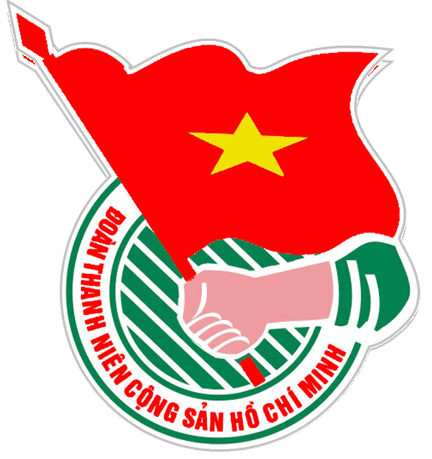 ĐOÀN THANH NIÊN CỘNG SẢN HỒ CHÍ MINH